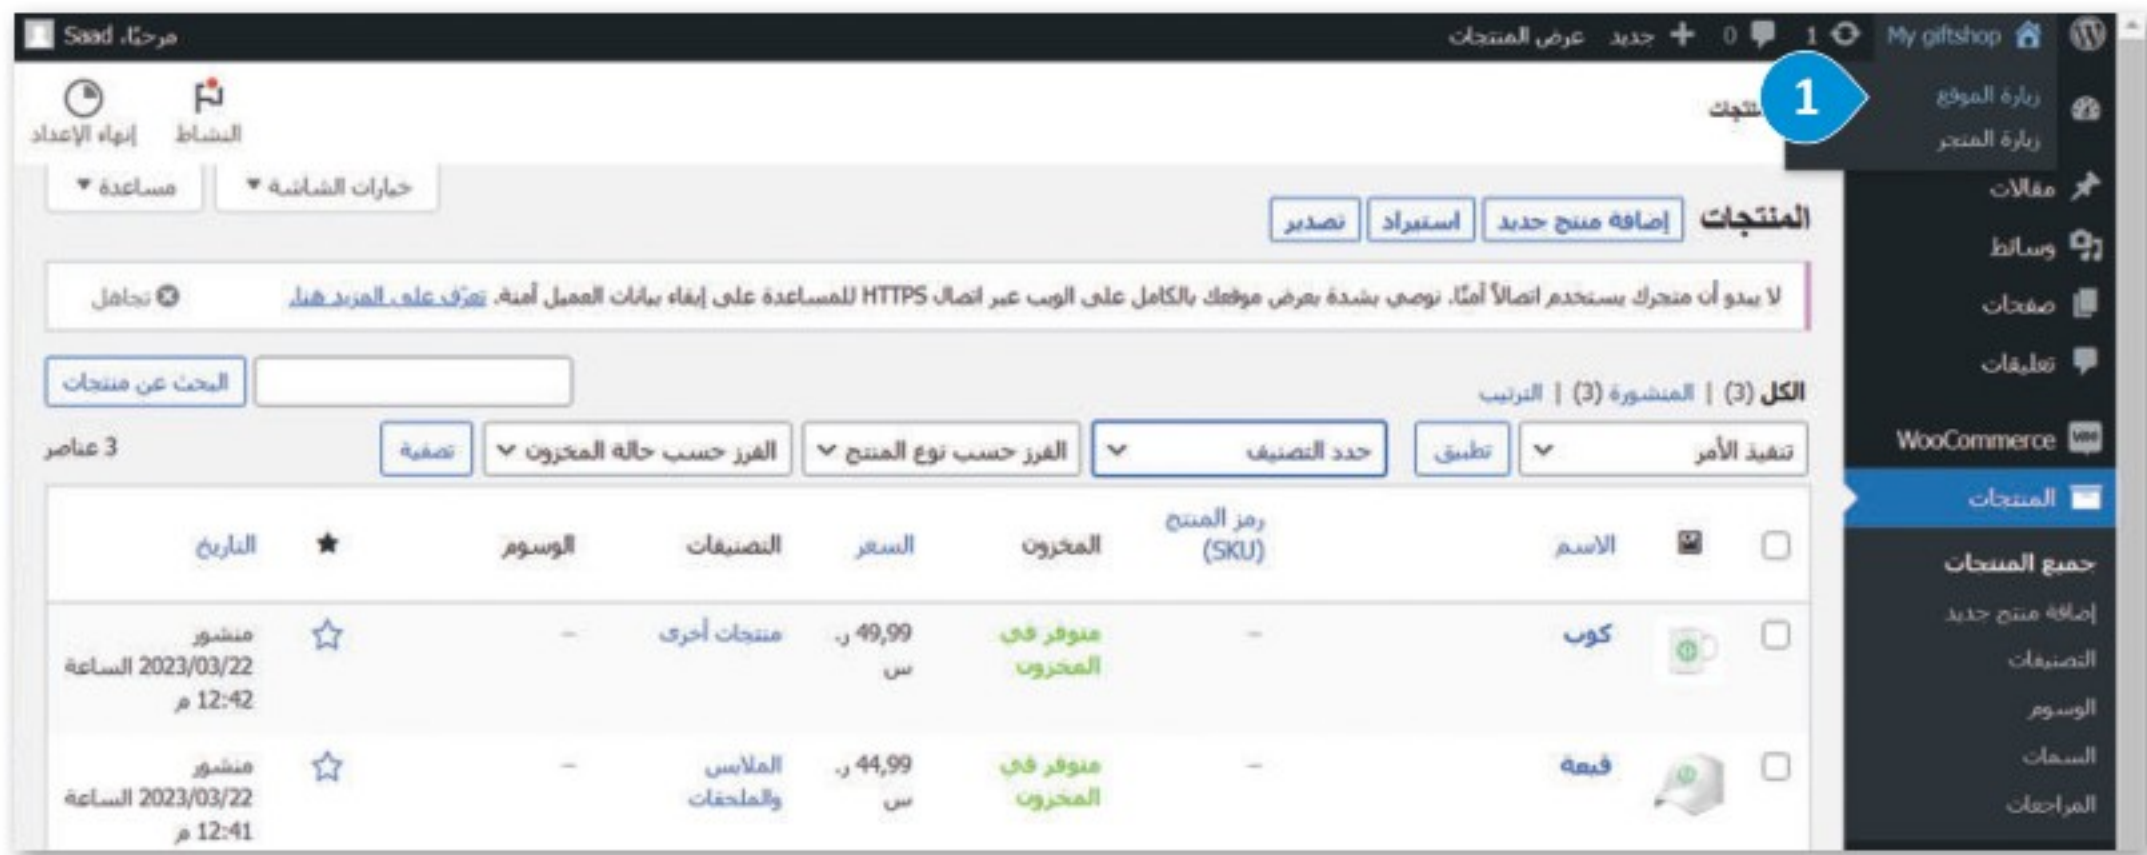 My giftshop 1 0 جديد عرض المنتجات مرحبًا، Saad
زيارة الموقع
زيارة المتجر
1
النشاط
إنهاء الإعداد
خيارات الشاشة
مساعدة
مقالات
وسائط
صفحات
تعليقات
WooCommerce
المنتجات
جميع المنتجات
إضافة منتج جديد
التصنيفات
الوسوم
السمات
المراجعات
المنتجات إضافة منتج جديد استيراد تصدير
لا يبدو أن متجرك يستخدم اتصالاً آمنًا. نوصي بشدة بعرض موقعك بالكامل على الويب عبر اتصال HTTPS للمساعدة على إبقاء بيانات العميل آمنة. تعرّف على المزيد هنا. تجاهل
الكل (3) | المنشورة (3) | الترتيب
البحث عن منتجات
تنفيذ الأمر تطبيق حدد التصنيف الفرز حسب نوع المنتج الفرز حسب حالة المخزون تصفية 3 عناصر
الاسم رمز المنتج (SKU) المخزون السعر التصنيفات الوسوم التاريخ
كوب – متوفر في 49,99 ر. منتجات أخرى – منشور
المخزون س 2023/03/22 الساعة
12:42 م
قبعة – متوفر في 44,99 ر. الملابس – منشور
المخزون س والملحقات 2023/03/22 الساعة
12:41 م